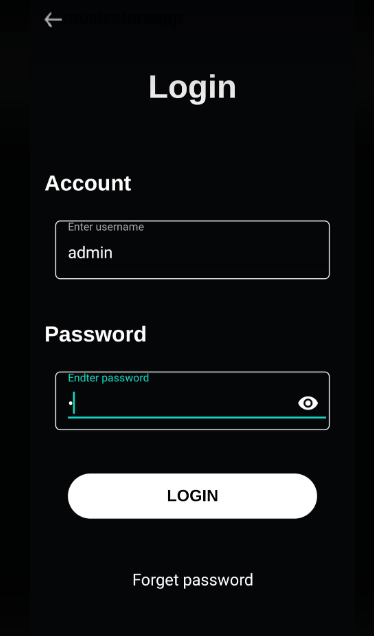 Login
Account
Enter username
admin
Password
Endter password
•
LOGIN
Forget password